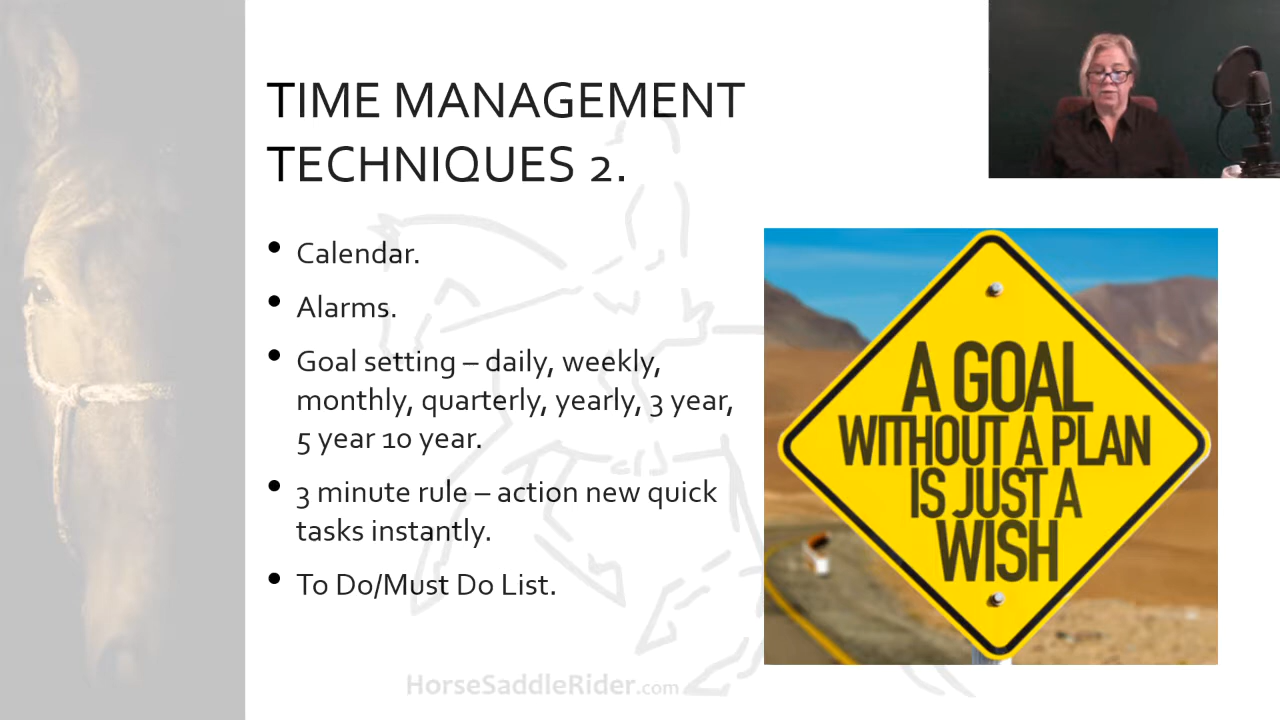 TIME MANAGEMENT
TECHNIQUES 2.
• Calendar.
• Alarms.
• Goal setting – daily, weekly,
monthly, quarterly, yearly, 3 year,
5 year 10 year.
• 3 minute rule – action new quick
tasks instantly.
• To Do/Must Do List.
A GOAL
WITHOUT A PLAN
IS JUST A
WISH
HorseSaddleRider.com